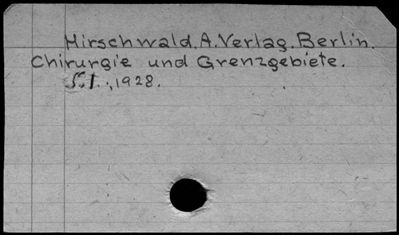 Hirschwald. A. Verlag. Berlin.
Chirurgie und Grenzgebiete.
S.l., 1928.